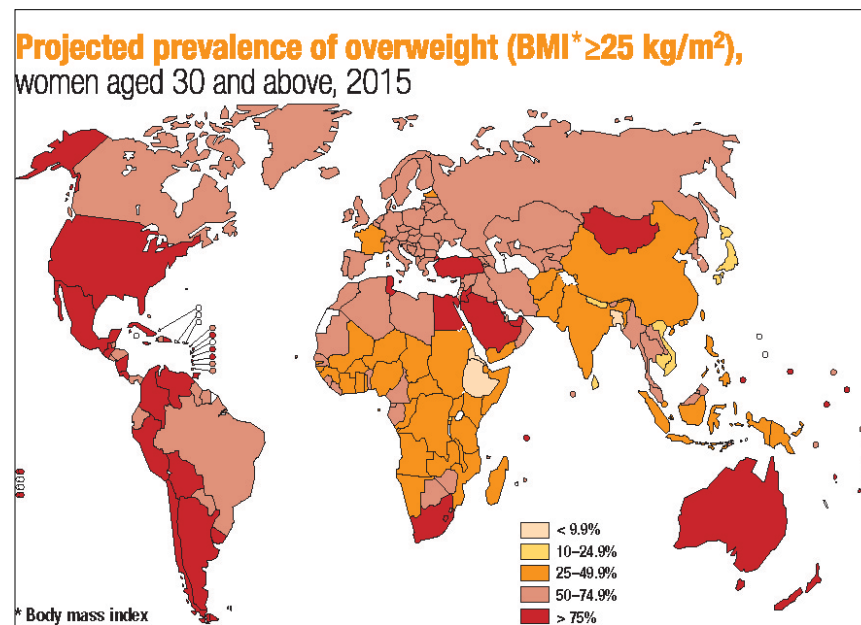 Projected prevalence of overweight (BMI*≥25 kg/m²),
women aged 30 and above, 2015
< 9.9%
10–24.9%
25–49.9%
50–74.9%
> 75%
* Body mass index